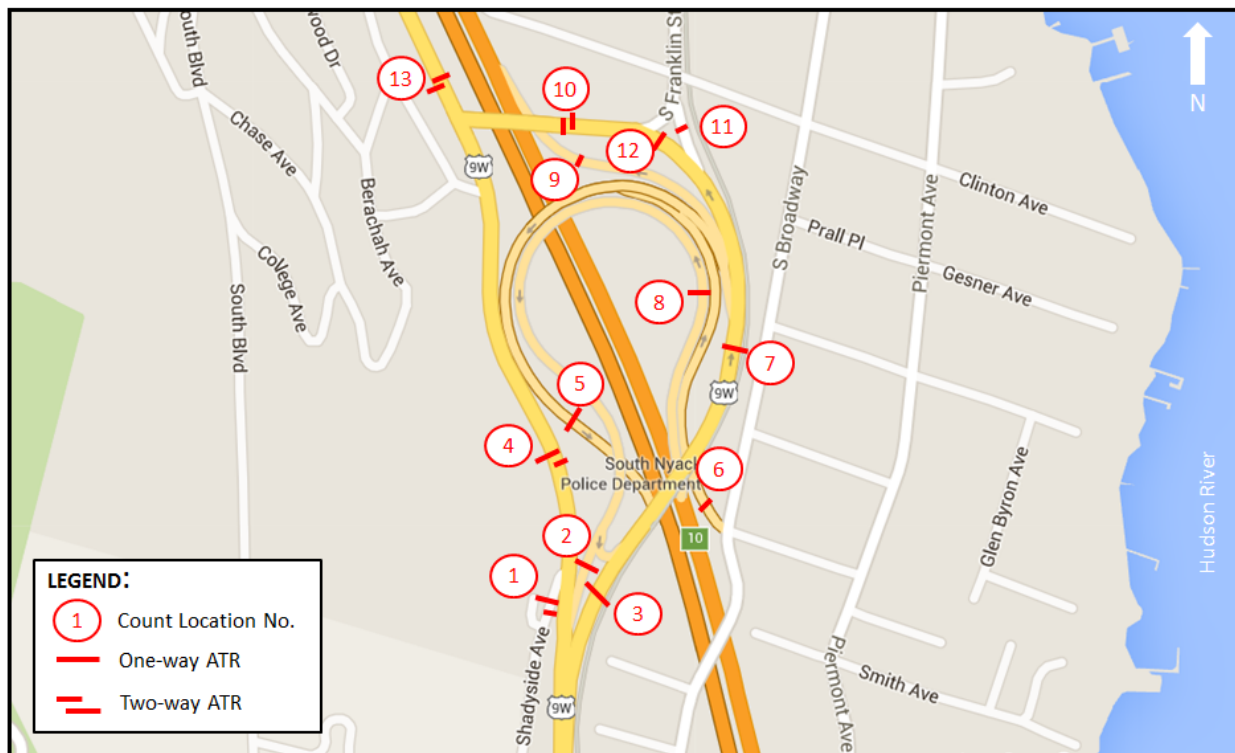 South Blvd
wood Dr
S Franklin St
N
13
10
11
12
9
Chase Ave
9W
Clinton Ave
Berachah Ave
S Broadway
Piermont Ave
Prall Pl
Gesner Ave
College Ave
South Blvd
8
7
5
9W
4
South Nyack
Police Department
6
Glen Byron Ave
Hudson River
10
2
1
3
Shadyside Ave
Piermont Ave
Smith Ave
9W
LEGEND:
1 Count Location No.
One-way ATR
Two-way ATR